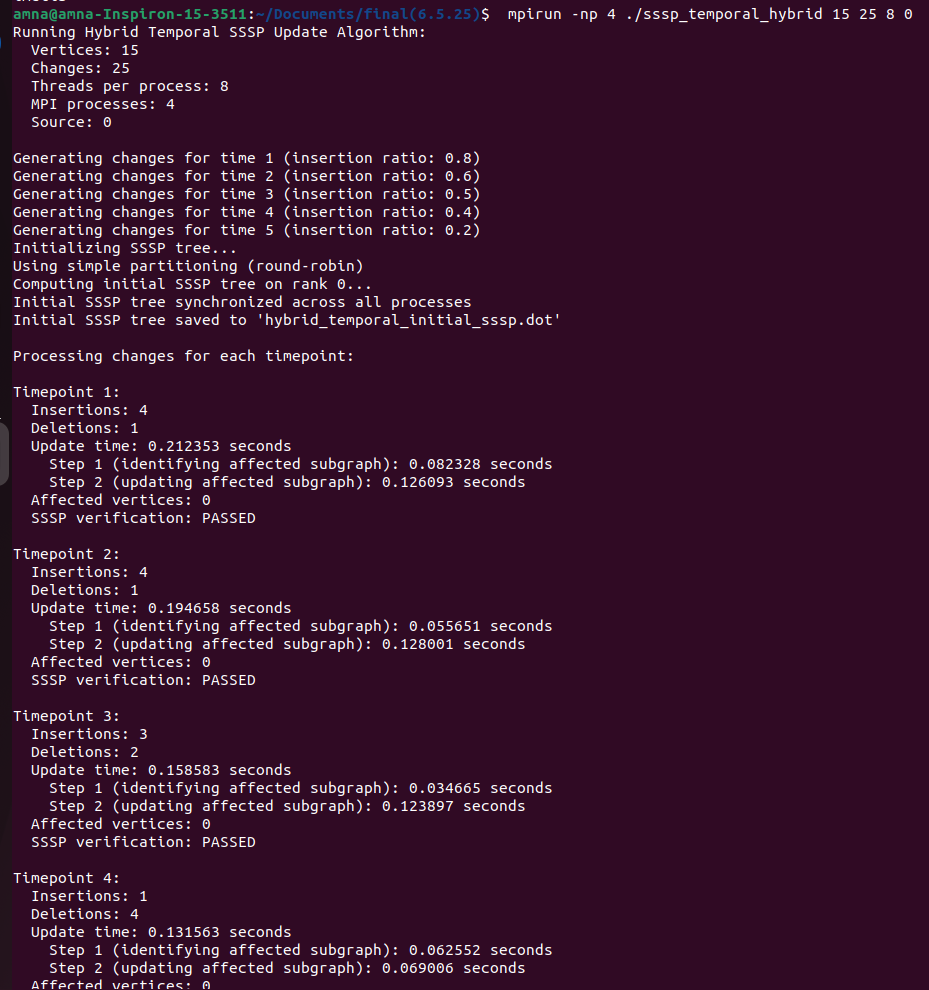 amna@amna-Inspiron-15-3511:~/Documents/final(6.5.25)$  mpirun -np 4 ./sssp_temporal_hybrid 15 25 8 0
Running Hybrid Temporal SSSP Update Algorithm:
  Vertices: 15
  Changes: 25
  Threads per process: 8
  MPI processes: 4
  Source: 0

Generating changes for time 1 (insertion ratio: 0.8)
Generating changes for time 2 (insertion ratio: 0.6)
Generating changes for time 3 (insertion ratio: 0.5)
Generating changes for time 4 (insertion ratio: 0.4)
Generating changes for time 5 (insertion ratio: 0.2)
Initializing SSSP tree...
Using simple partitioning (round-robin)
Computing initial SSSP tree on rank 0...
Initial SSSP tree synchronized across all processes
Initial SSSP tree saved to 'hybrid_temporal_initial_sssp.dot'

Processing changes for each timepoint:

Timepoint 1:
  Insertions: 4
  Deletions: 1
  Update time: 0.212353 seconds
    Step 1 (identifying affected subgraph): 0.082328 seconds
    Step 2 (updating affected subgraph): 0.126093 seconds
  Affected vertices: 0
  SSSP verification: PASSED

Timepoint 2:
  Insertions: 4
  Deletions: 1
  Update time: 0.194658 seconds
    Step 1 (identifying affected subgraph): 0.055651 seconds
    Step 2 (updating affected subgraph): 0.128001 seconds
  Affected vertices: 0
  SSSP verification: PASSED

Timepoint 3:
  Insertions: 3
  Deletions: 2
  Update time: 0.158583 seconds
    Step 1 (identifying affected subgraph): 0.034665 seconds
    Step 2 (updating affected subgraph): 0.123897 seconds
  Affected vertices: 0
  SSSP verification: PASSED

Timepoint 4:
  Insertions: 1
  Deletions: 4
  Update time: 0.131563 seconds
    Step 1 (identifying affected subgraph): 0.062552 seconds
    Step 2 (updating affected subgraph): 0.069006 seconds
  Affected vertices: 0